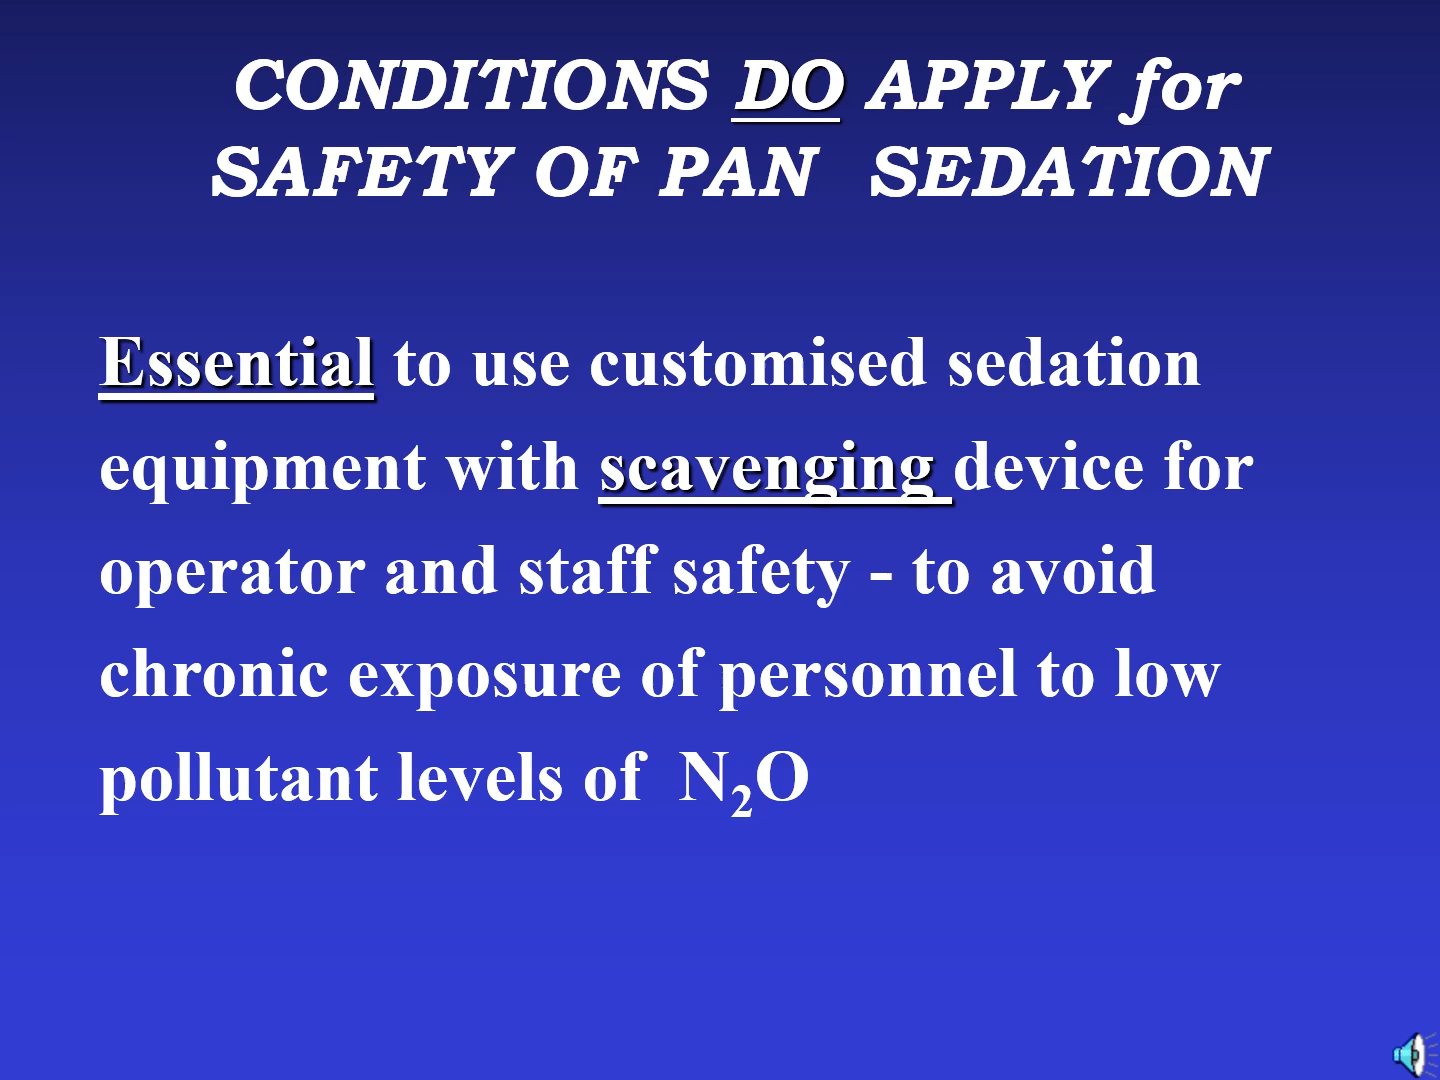 CONDITIONS DO APPLY for
SAFETY OF PAN SEDATION
Essential to use customised sedation
equipment with scavenging device for
operator and staff safety - to avoid
chronic exposure of personnel to low
pollutant levels of N₂O